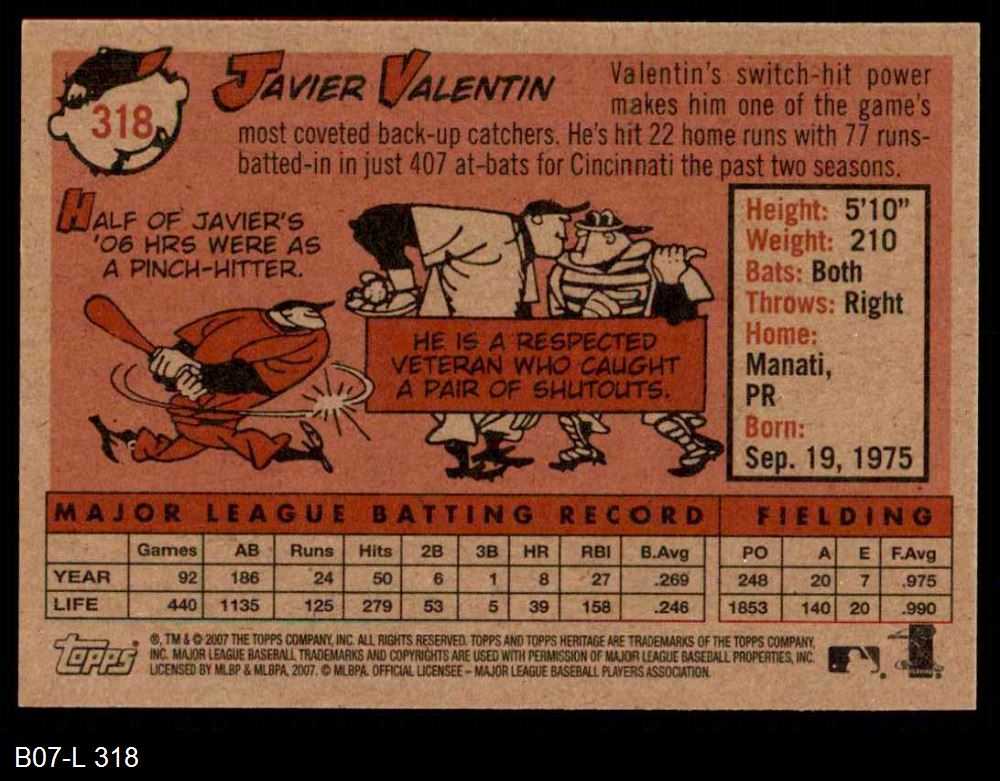 318
JAVIER VALENTIN
Valentin's switch-hit power
makes him one of the game's
most coveted back-up catchers. He's hit 22 home runs with 77 runs-
batted-in in just 407 at-bats for Cincinnati the past two seasons.
HALF OF JAVIER'S
'06 HRS WERE AS
A PINCH-HITTER.
HE IS A RESPECTED
VETERAN WHO CAUGHT
A PAIR OF SHUTOUTS.
Height: 5'10"
Weight: 210
Bats: Both
Throws: Right
Home:
Manati,
PR
Born:
Sep. 19, 1975
MAJOR LEAGUE BATTING RECORD FIELDING
Games AB Runs Hits 2B 3B HR RBI B.Avg PO A E F.Avg
YEAR 92 186 24 50 6 1 8 27 .269 248 20 7 .975
LIFE 440 1135 125 279 53 5 39 158 .246 1853 140 20 .990
Topps
®, TM & © 2007 THE TOPPS COMPANY, INC. ALL RIGHTS RESERVED. TOPPS AND TOPPS HERITAGE ARE TRADEMARKS OF THE TOPPS COMPANY,
INC. MAJOR LEAGUE BASEBALL TRADEMARKS AND COPYRIGHTS ARE USED WITH PERMISSION OF MAJOR LEAGUE BASEBALL PROPERTIES, INC.
LICENSED BY MLBP & MLBPA, 2007. © MLBPA. OFFICIAL LICENSEE – MAJOR LEAGUE BASEBALL PLAYERS ASSOCIATION.
B07-L 318